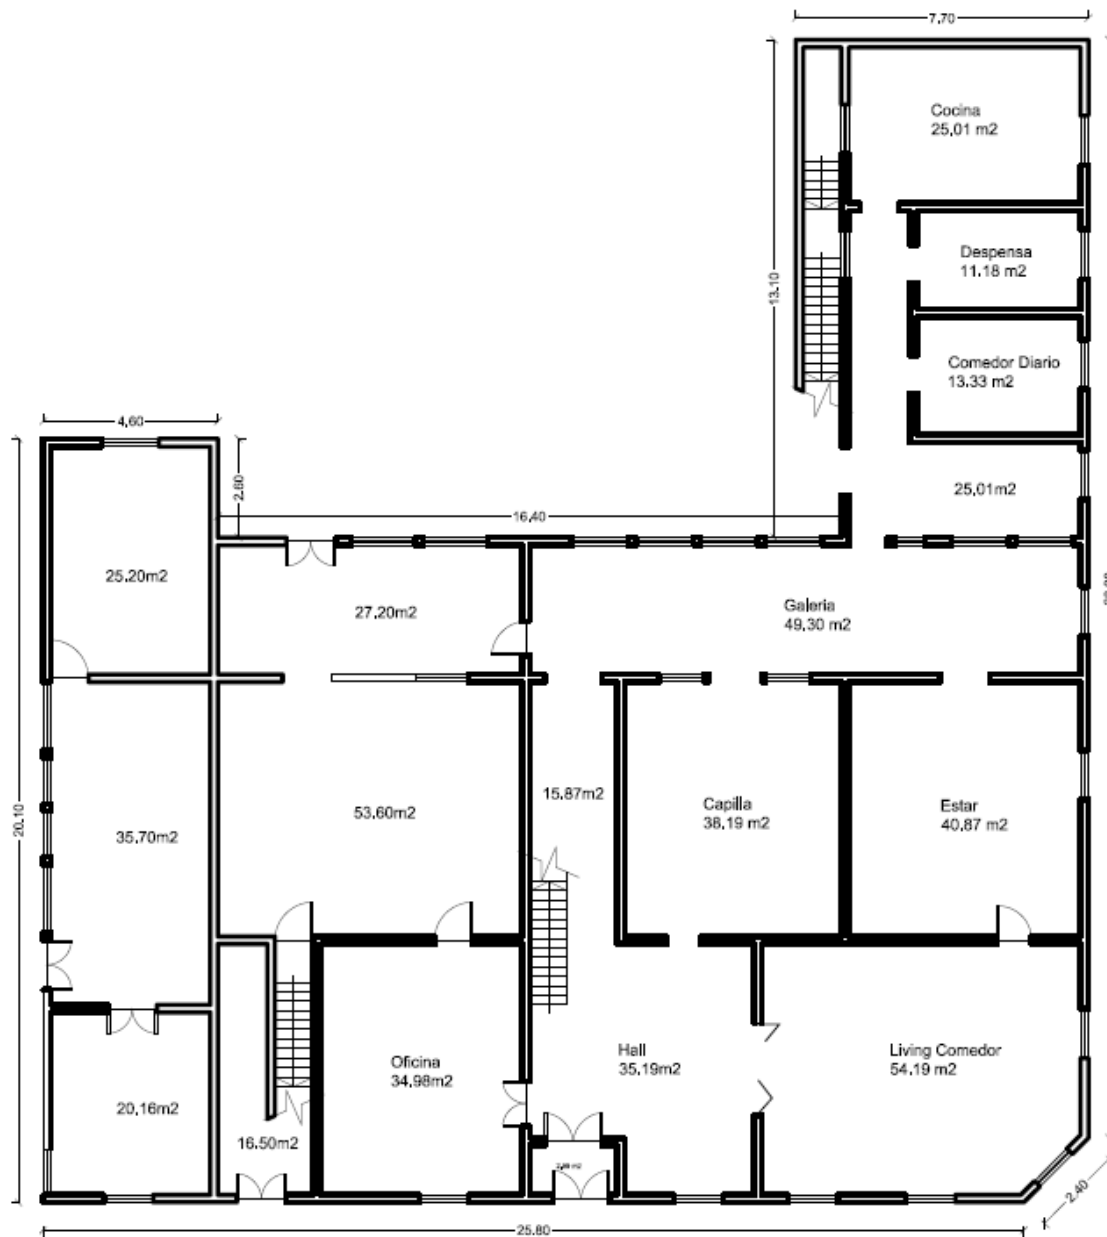 7,70
Cocina
25,01 m2
13.10
Despensa
11.18 m2
Comedor Diario
13.33 m2
4,60
2.60
25,01m2
16.40
25.20m2
27.20m2
Galeria
49,30 m2
20.10
35.70m2
53.60m2
15.87m2
Capilla
38,19 m2
Estar
40,87 m2
Oficina
34,98m2
Hall
35,19m2
Living Comedor
54,19 m2
20,16m2
16.50m2
2.40
25.80